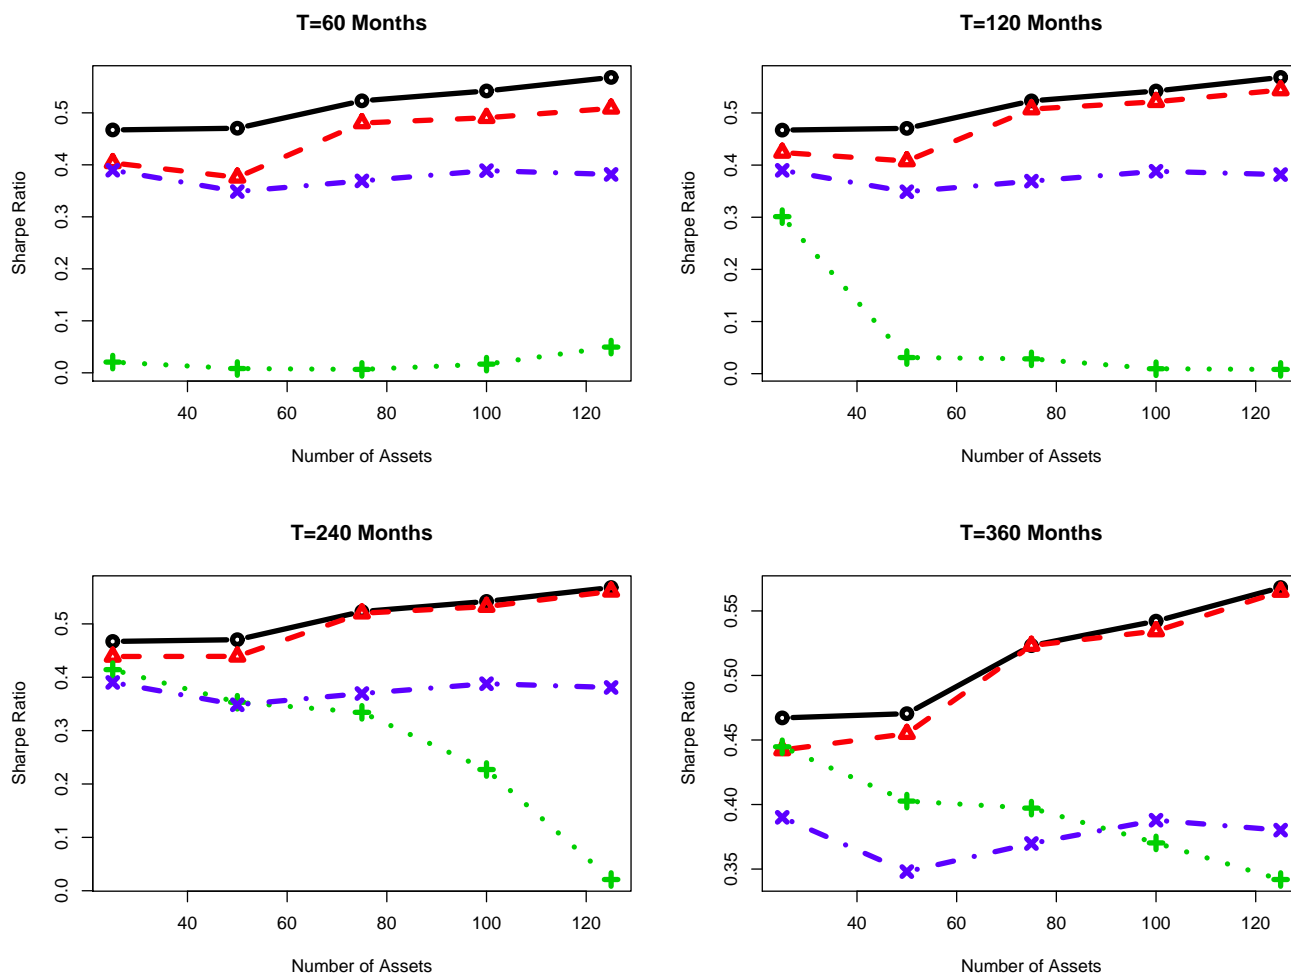 T=60 Months
Sharpe Ratio
0.0 0.1 0.2 0.3 0.4 0.5
40 60 80 100 120
Number of Assets
T=120 Months
Sharpe Ratio
0.0 0.1 0.2 0.3 0.4 0.5
40 60 80 100 120
Number of Assets
T=240 Months
Sharpe Ratio
0.0 0.1 0.2 0.3 0.4 0.5
40 60 80 100 120
Number of Assets
T=360 Months
Sharpe Ratio
0.35 0.40 0.45 0.50 0.55
40 60 80 100 120
Number of Assets